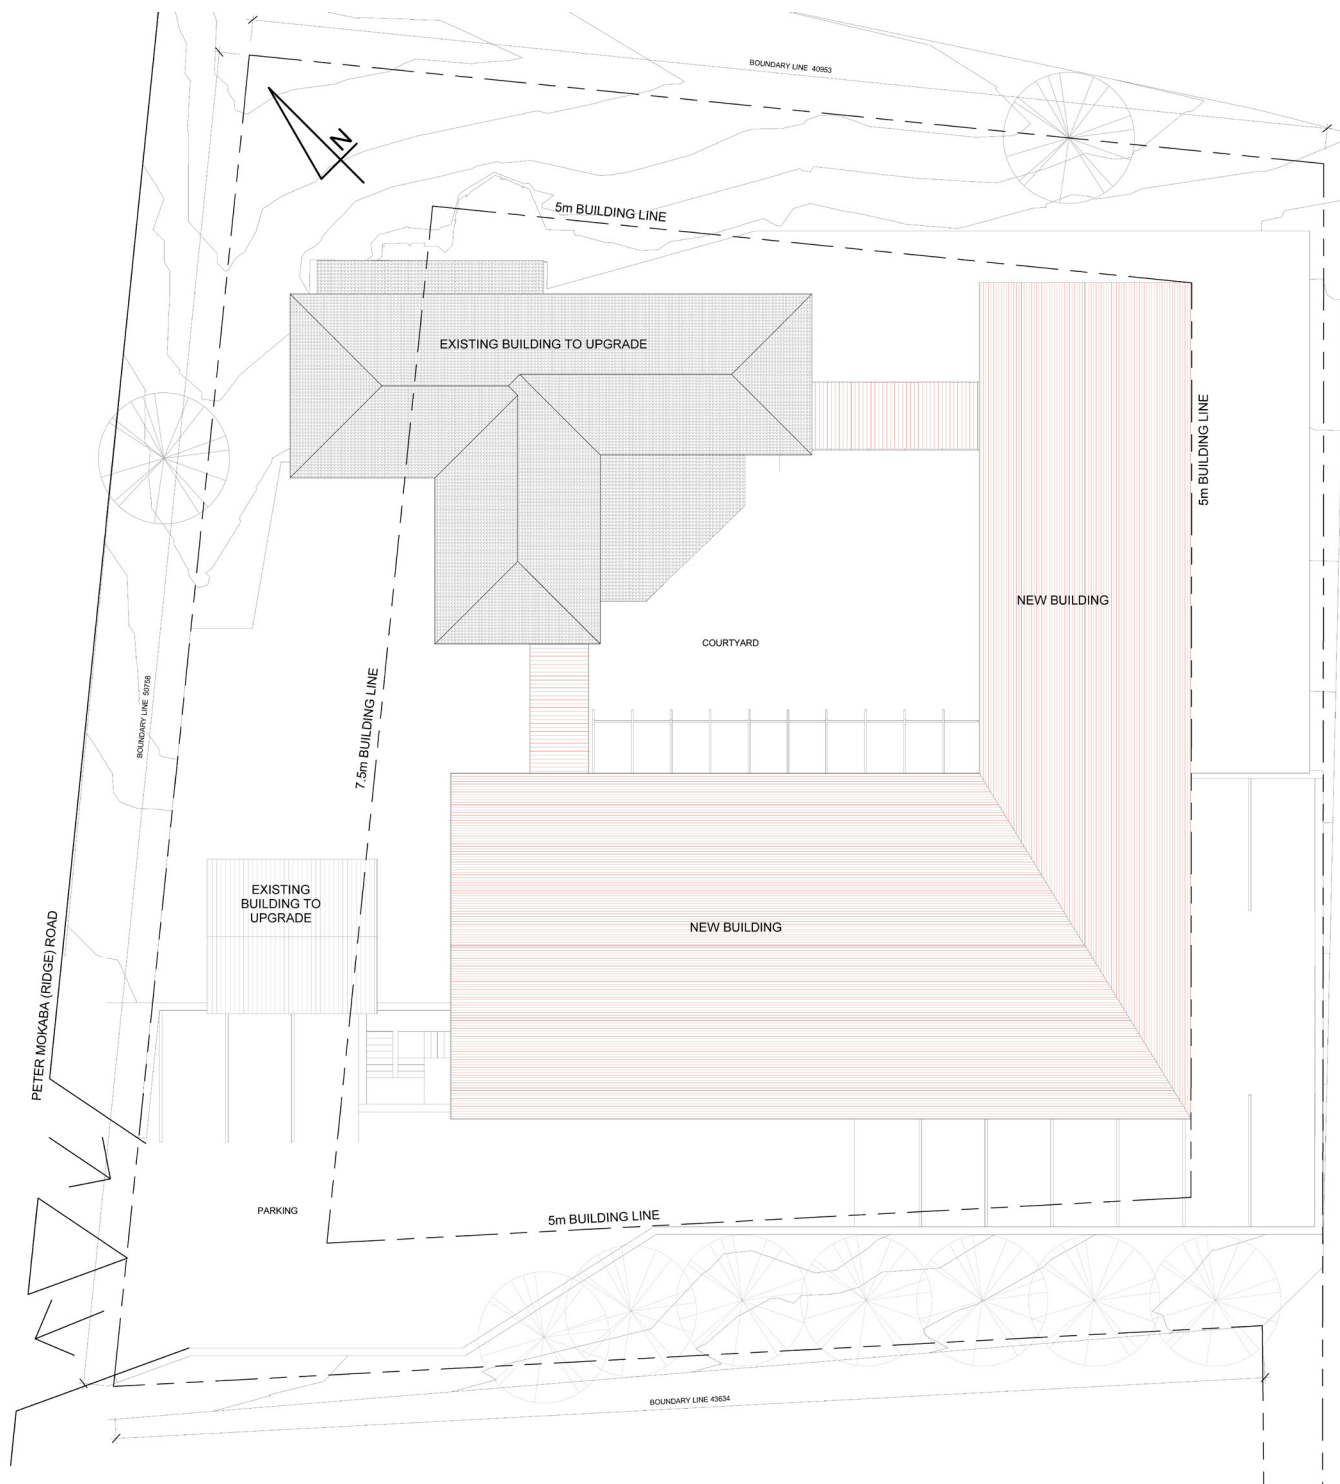 BOUNDARY LINE 40953
N
5m BUILDING LINE
EXISTING BUILDING TO UPGRADE
5m BUILDING LINE
NEW BUILDING
COURTYARD
BOUNDARY LINE 50758
7.5m BUILDING LINE
EXISTING
BUILDING TO
UPGRADE
NEW BUILDING
PETER MOKABA (RIDGE) ROAD
PARKING
5m BUILDING LINE
BOUNDARY LINE 43634